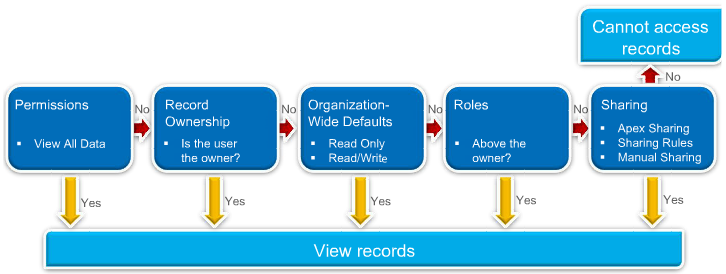 Cannot access
records
No
Permissions
▪ View All Data
No
Record
Ownership
▪ Is the user
the owner?
No
Organization-
Wide Defaults
▪ Read Only
▪ Read/Write
No
Roles
▪ Above the
owner?
No
Sharing
▪ Apex Sharing
▪ Sharing Rules
▪ Manual Sharing
Yes
Yes
Yes
Yes
Yes
View records